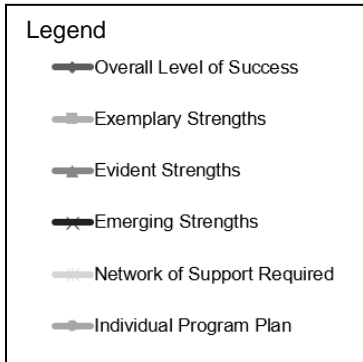 Legend
Overall Level of Success
Exemplary Strengths
Evident Strengths
Emerging Strengths
Network of Support Required
Individual Program Plan